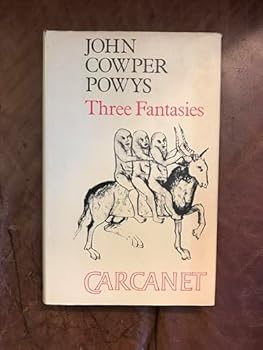 JOHN
COWPER
POWYS
Three Fantasies
CARCANET